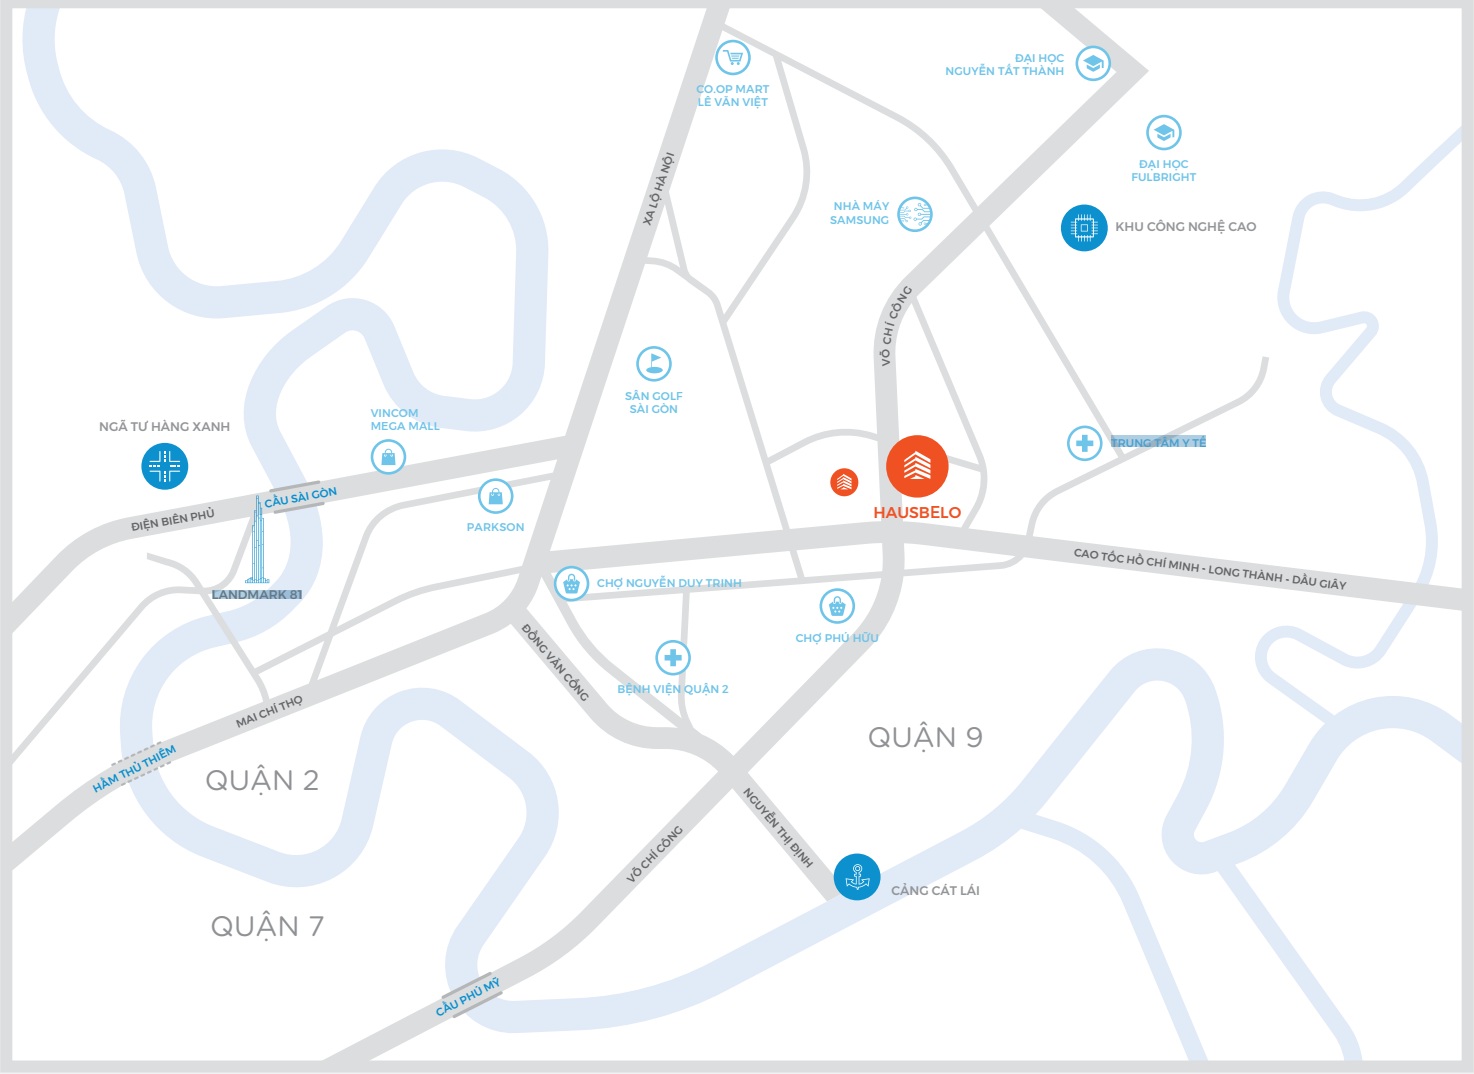 ĐẠI HỌC
NGUYỄN TẤT THÀNH
CO.OP MART
LÊ VĂN VIỆT
ĐẠI HỌC
FULBRIGHT
XA LỘ HÀ NỘI
NHÀ MÁY
SAMSUNG
KHU CÔNG NGHỆ CAO
VÕ CHÍ CÔNG
SÂN GOLF
SÀI GÒN
NGÃ TƯ HÀNG XANH
VINCOM
MEGA MALL
TRUNG TÂM Y TẾ
CẦU SÀI GÒN
ĐIỆN BIÊN PHỦ
PARKSON
HAUSBELO
CAO TỐC HỒ CHÍ MINH - LONG THÀNH - DẦU GIÂY
LANDMARK 81
CHỢ NGUYỄN DUY TRINH
CHỢ PHÚ HỮU
ĐỒNG VĂN CỐNG
BỆNH VIỆN QUẬN 2
MAI CHÍ THỌ
QUẬN 9
HẦM THỦ THIÊM
QUẬN 2
NGUYỄN THỊ ĐỊNH
VÕ CHÍ CÔNG
CẢNG CÁT LÁI
QUẬN 7
CẦU PHÚ MỸ